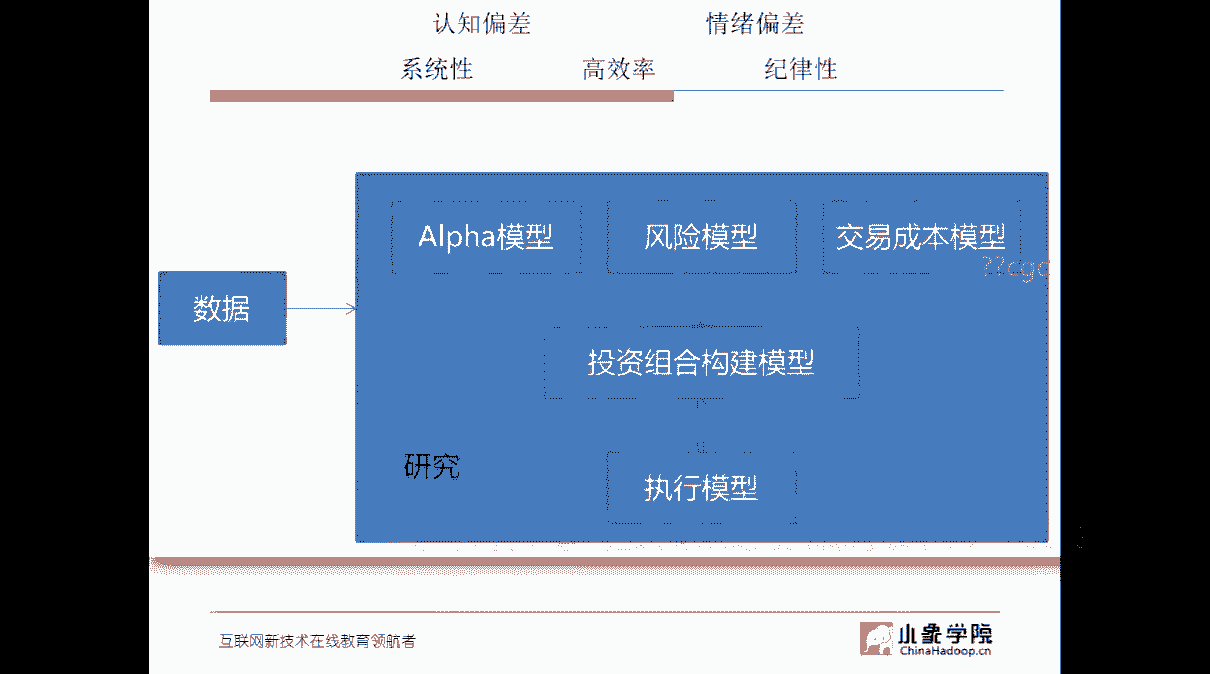 认知偏差 情绪偏差
系统性 高效率 纪律性
Alpha模型 风险模型 交易成本模型
数据
投资组合构建模型
研究
执行模型
互联网新技术在线教育领航者
小象学院
ChinaHadoop.cn